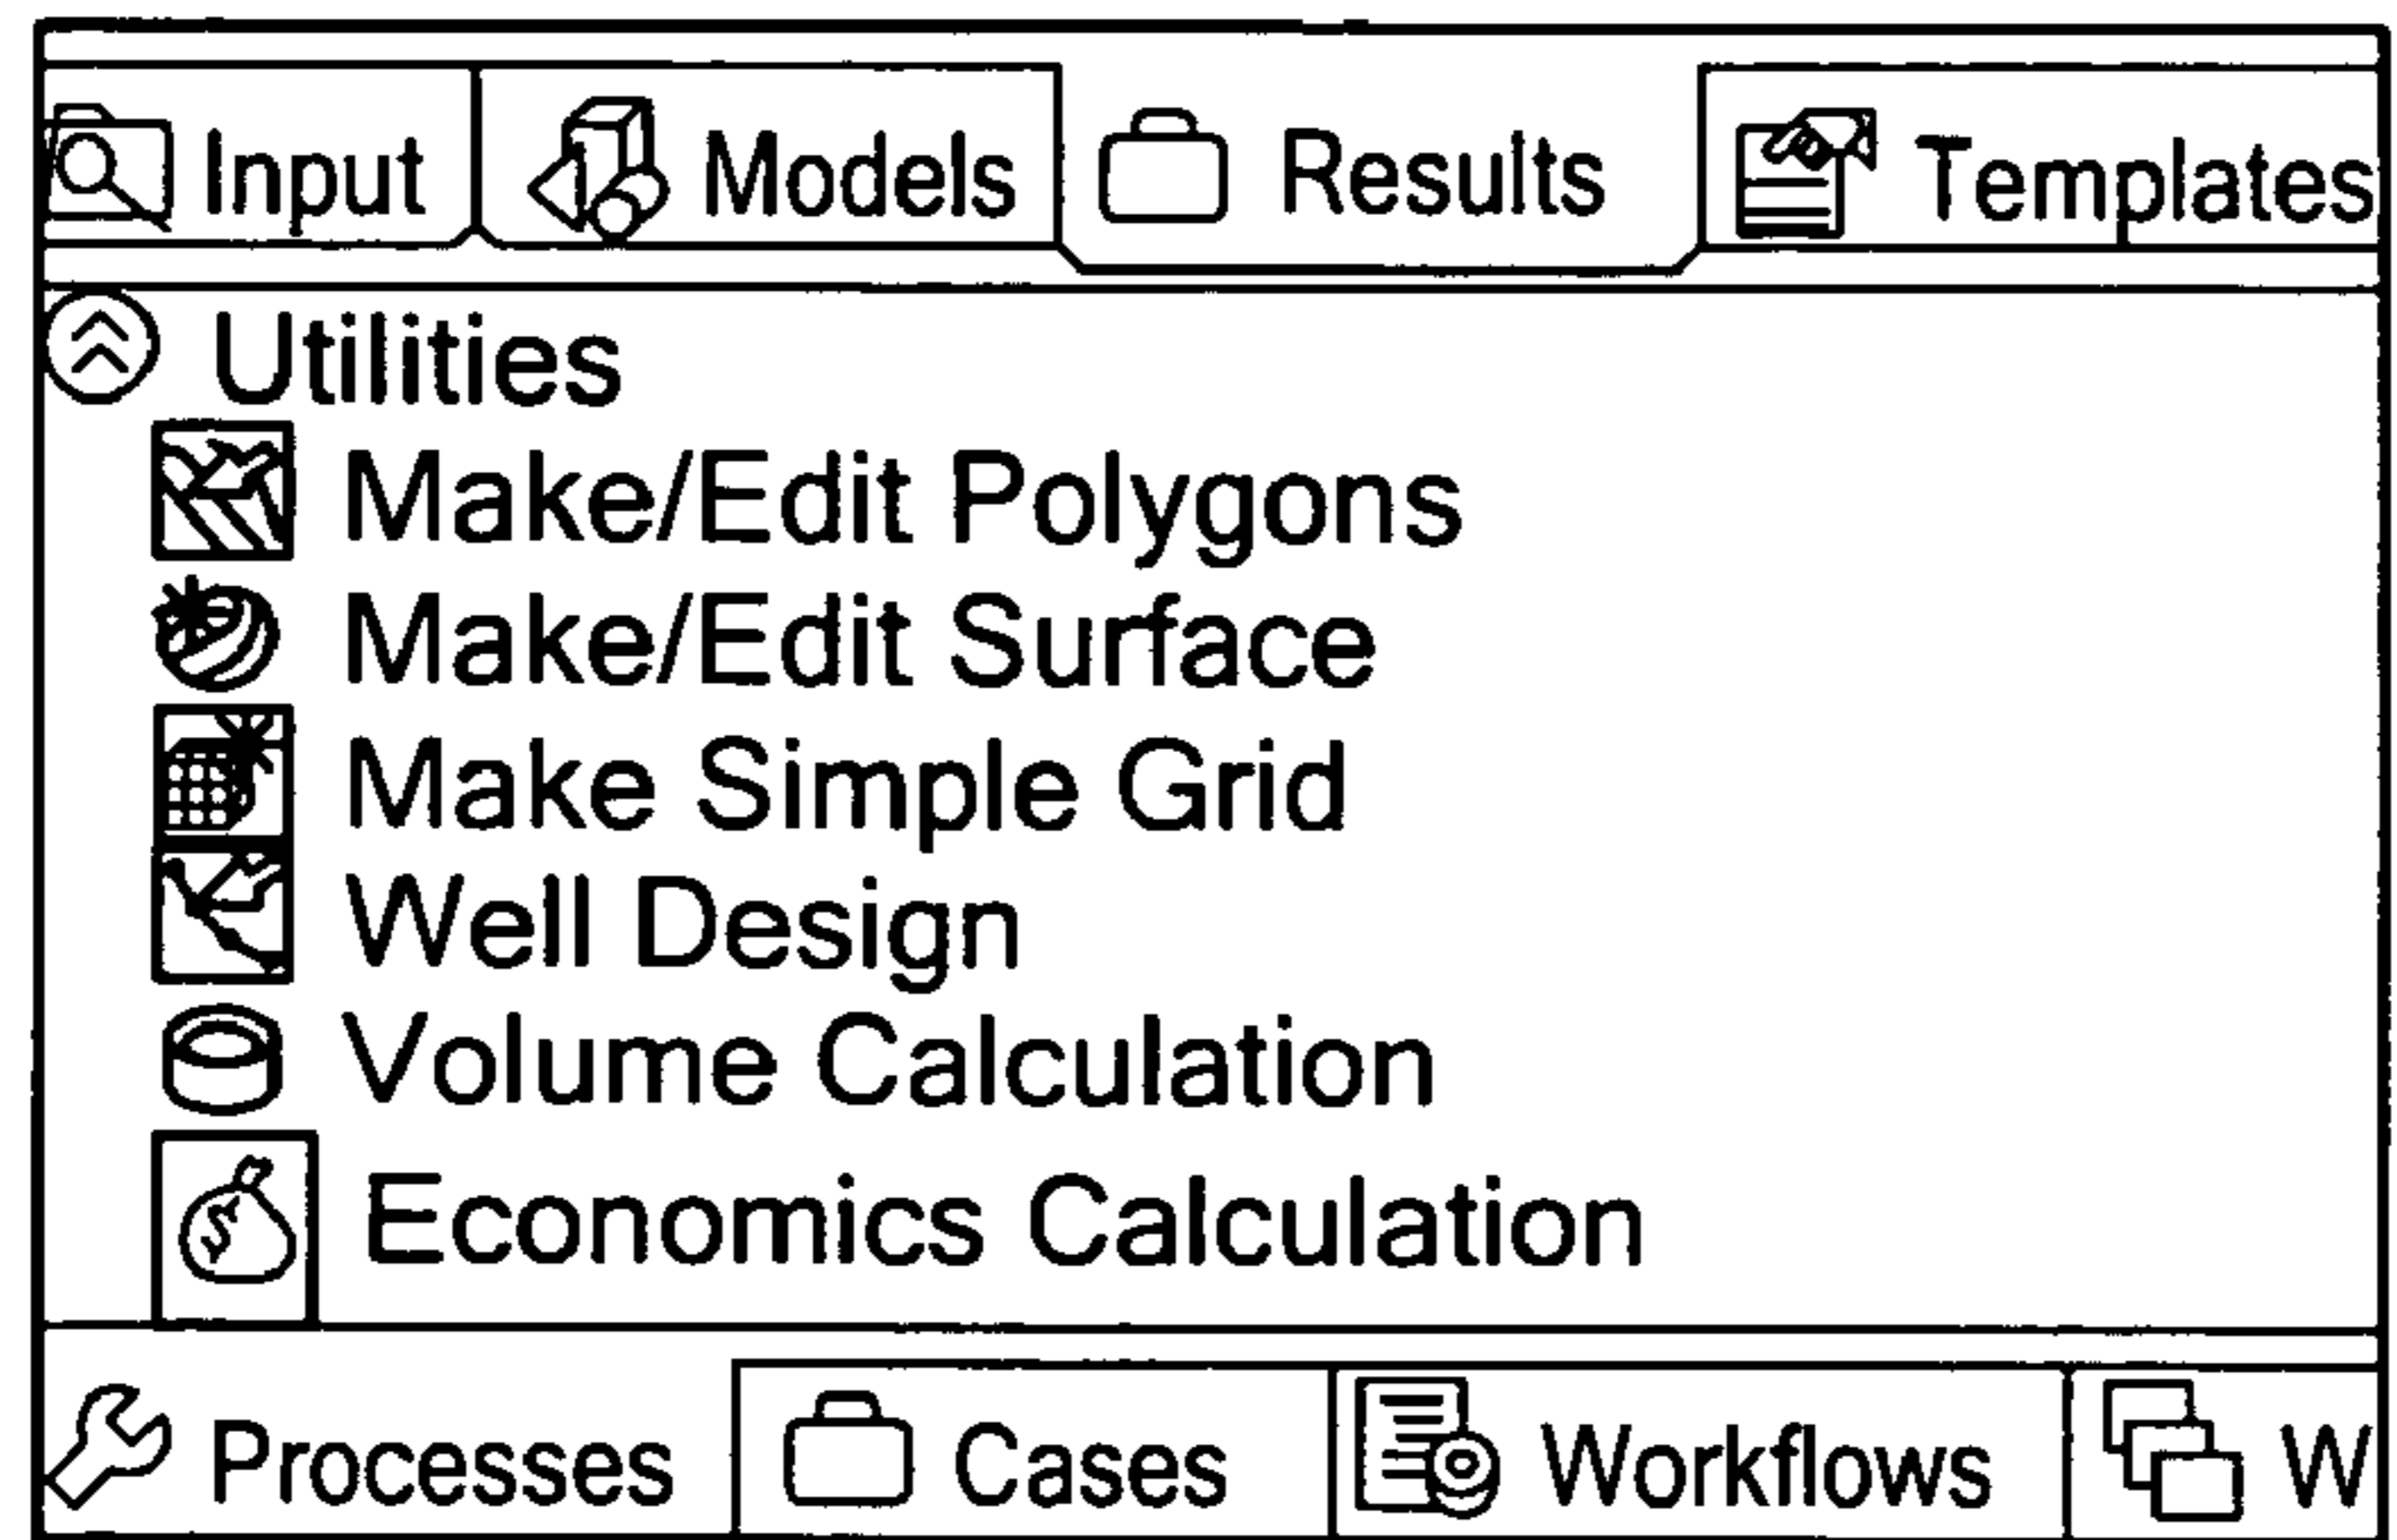 Input Models Results Templates
Utilities
Make/Edit Polygons
Make/Edit Surface
Make Simple Grid
Well Design
Volume Calculation
Economics Calculation
Processes Cases Workflows W